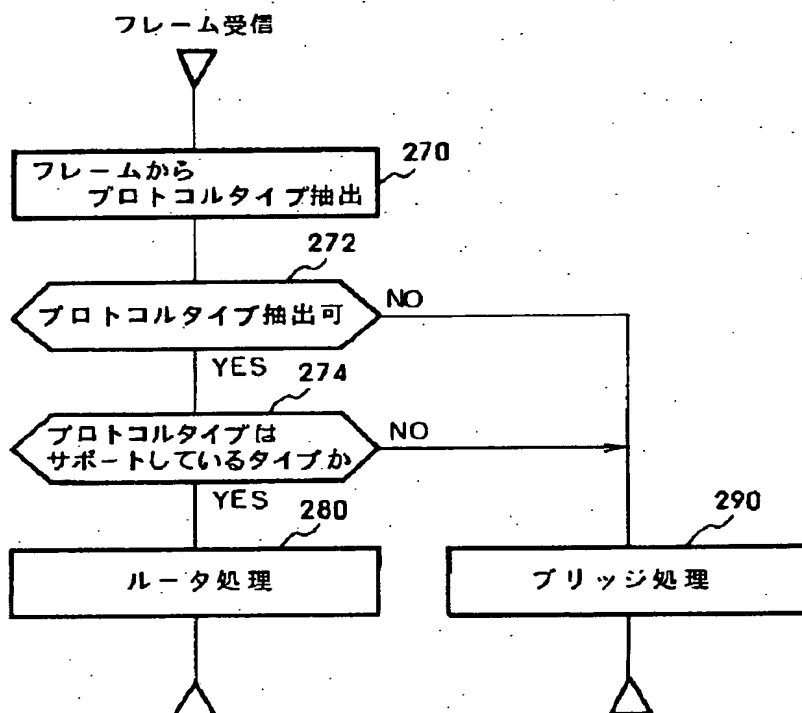 フレーム受信
270
フレームから
プロトコルタイプ抽出
272
プロトコルタイプ抽出可
NO
YES
274
プロトコルタイプは
サポートしているタイプか
NO
YES
280
ルータ処理
290
ブリッジ処理